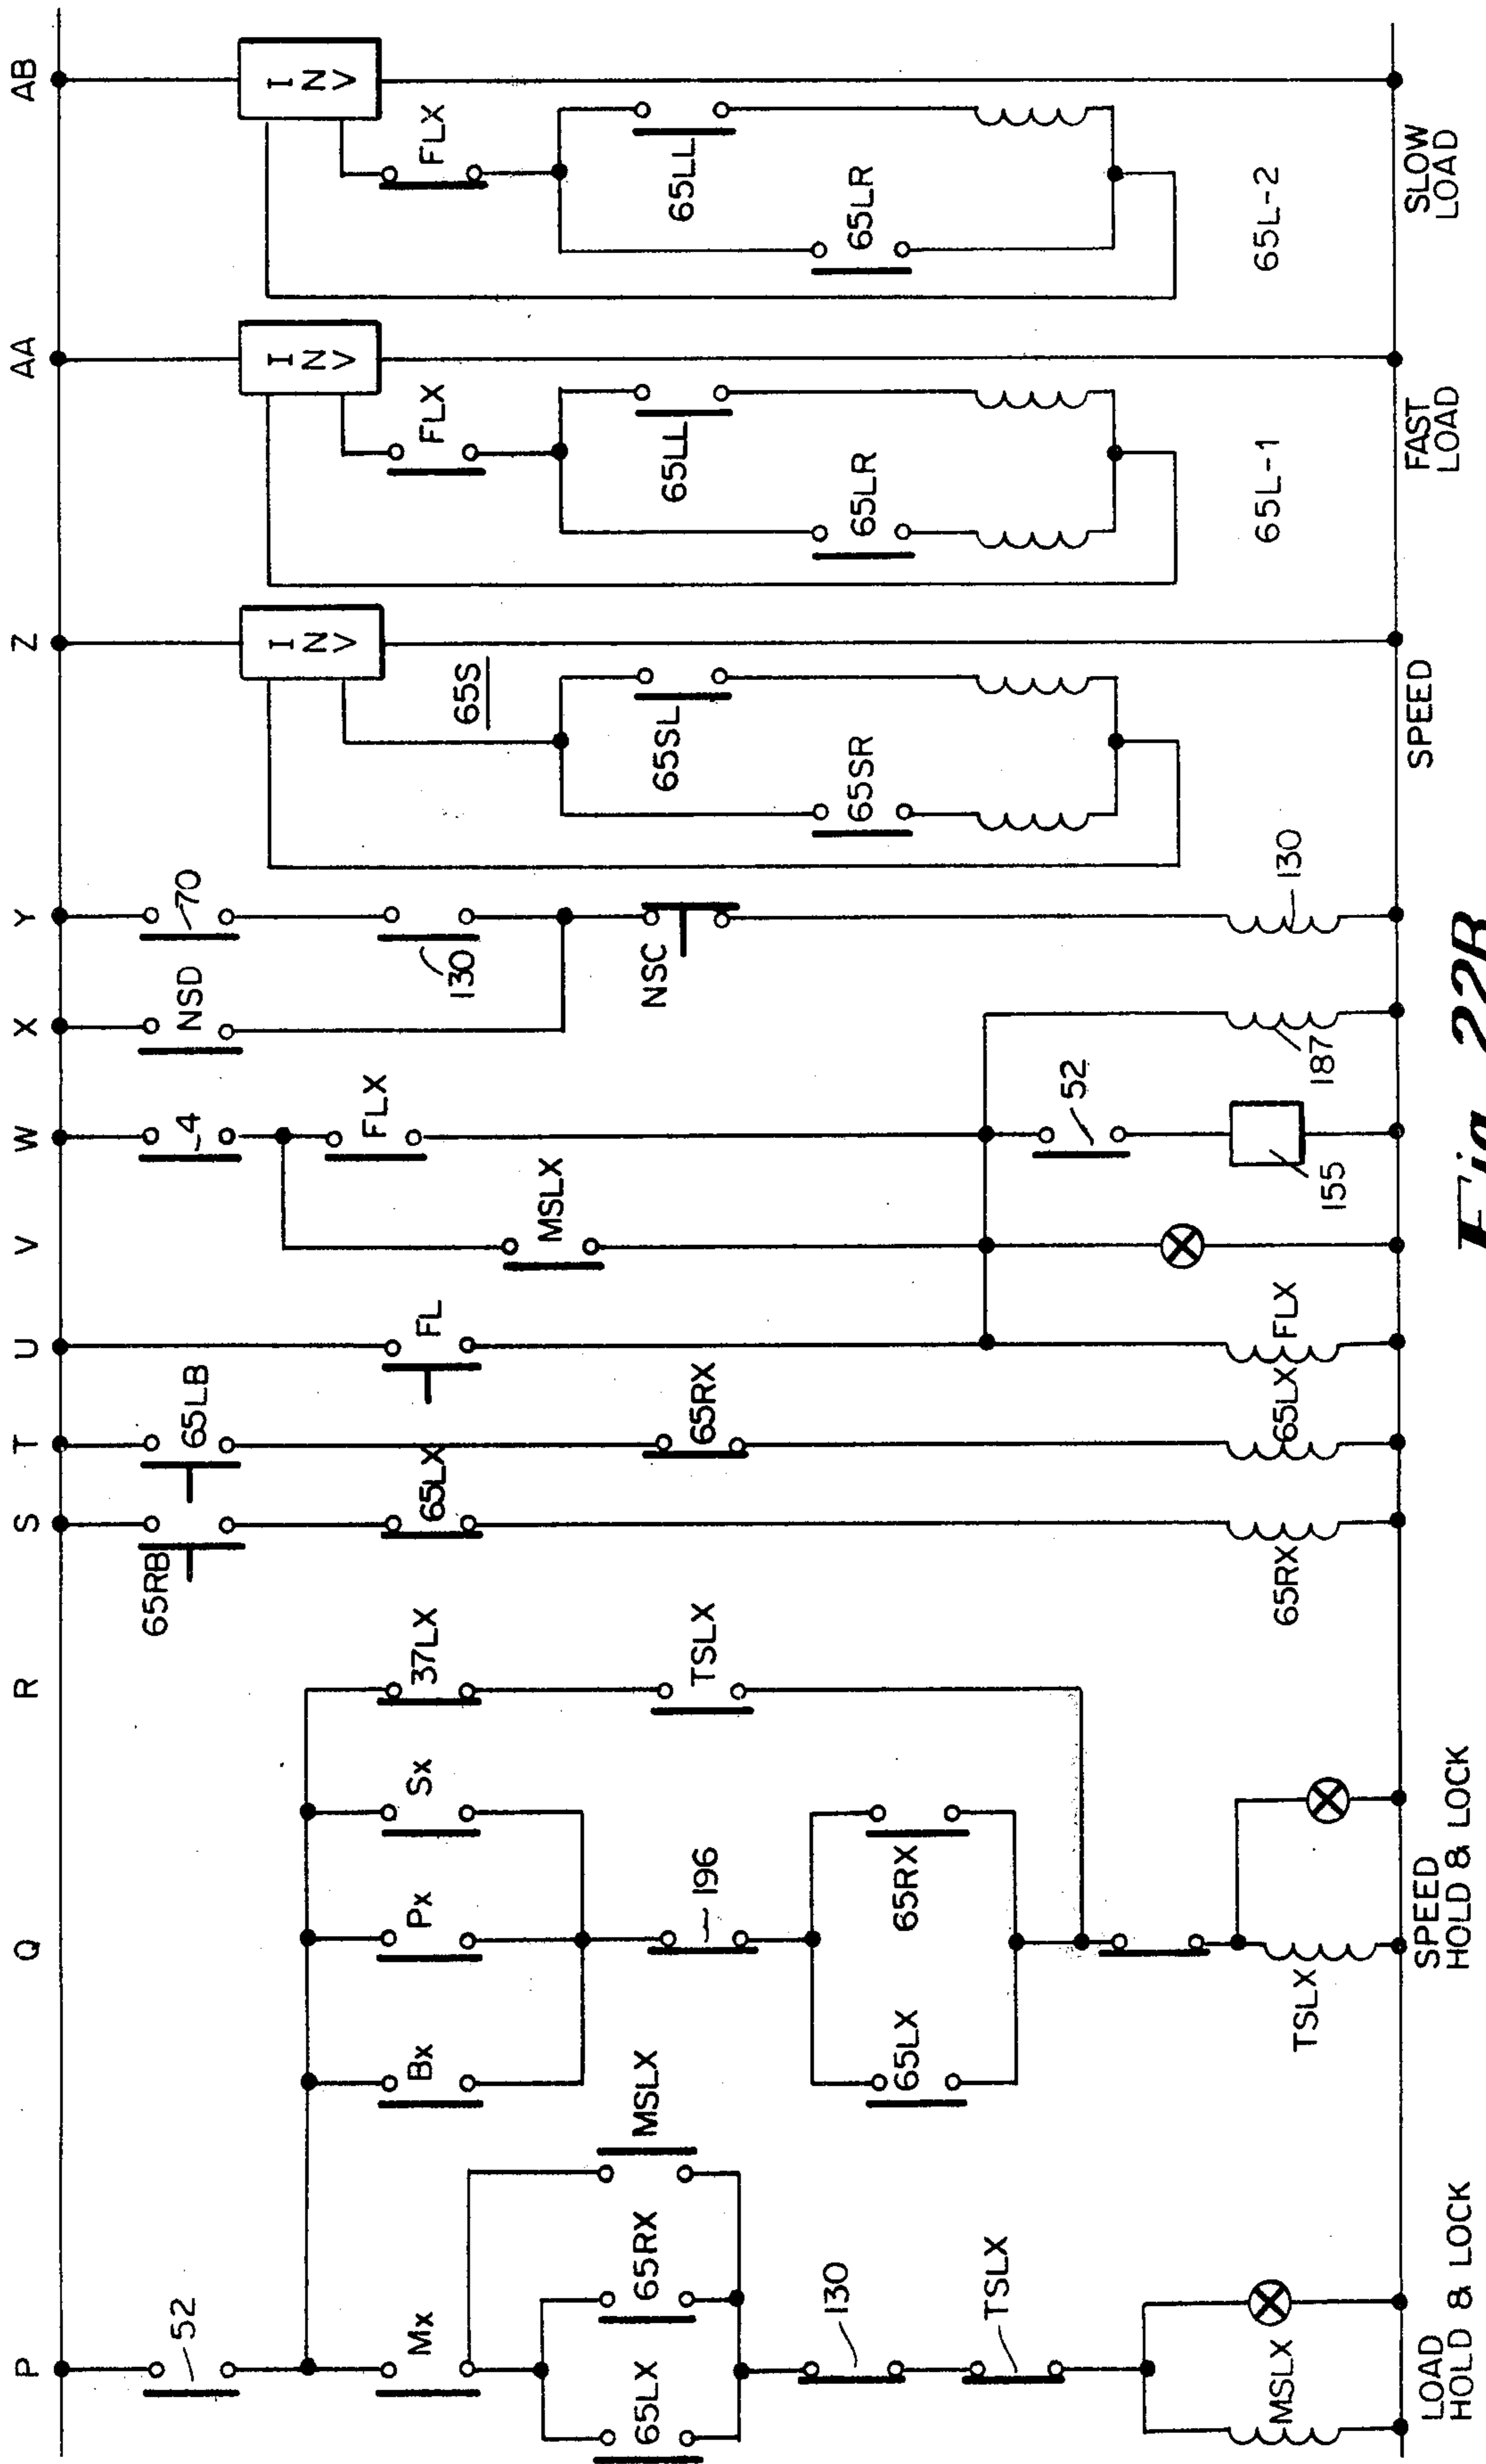 P
Q
R
S
T
U
V
W
X
Y
Z
AA
AB
52
Mx
65LX
65RX
MSLX
130
TSLX
MSLX
LOAD
HOLD & LOCK
Bx
Px
Sx
37LX
TSLX
196
65LX
65RX
TSLX
SPEED
HOLD & LOCK
65RB
65LX
65RX
65LB
65RX
65LX
FL
FLX
MSLX
4
FLX
52
155
187
NSD
70
130
NSC
130
INV
65S
65SL
65SR
SPEED
INV
FLX
65LL
65LR
65L-1
FAST
LOAD
INV
FLX
65LL
65LR
65L-2
SLOW
LOAD